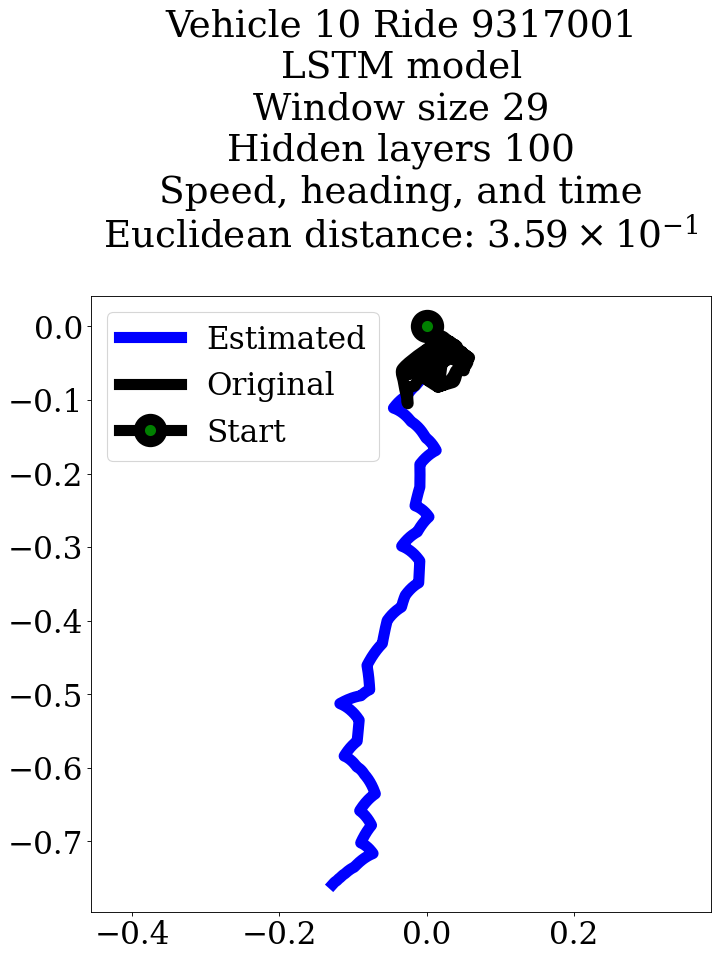 Vehicle 10 Ride 9317001
LSTM model
Window size 29
Hidden layers 100
Speed, heading, and time
Euclidean distance: 3.59 × 10⁻¹
Estimated
Original
Start
0.0
−0.1
−0.2
−0.3
−0.4
−0.5
−0.6
−0.7
−0.4 −0.2 0.0 0.2